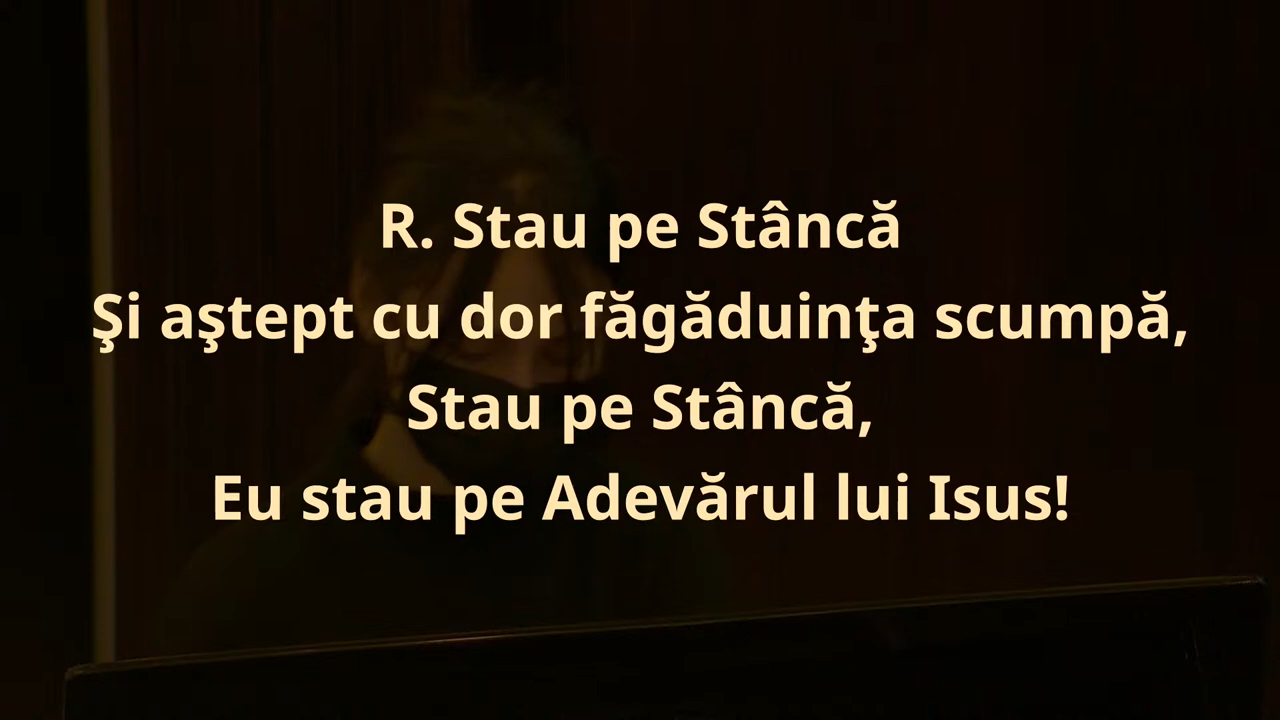 R. Stau pe Stâncă
Şi aştept cu dor făgăduinţa scumpă,
Stau pe Stâncă,
Eu stau pe Adevărul lui Isus!